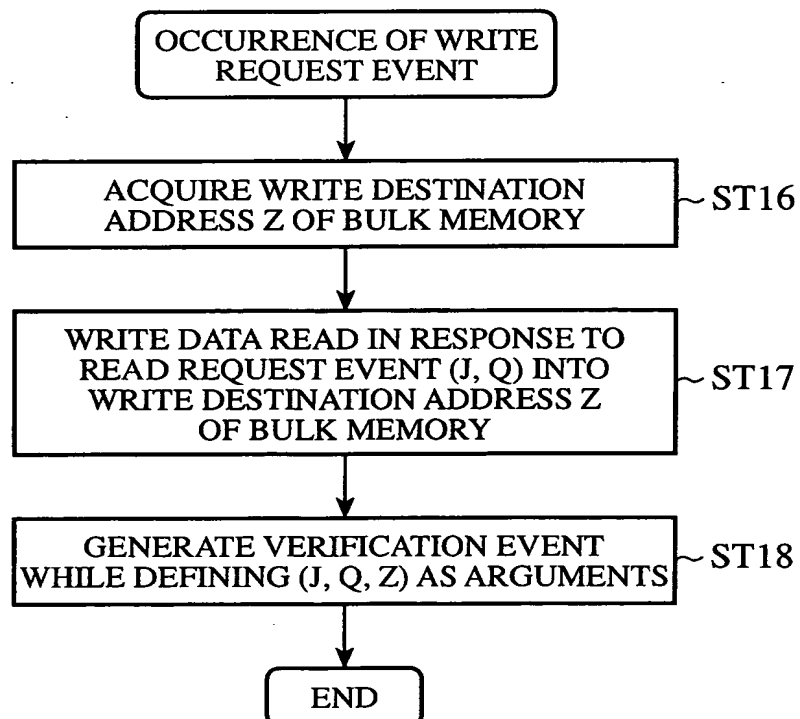 OCCURRENCE OF WRITE
REQUEST EVENT
ACQUIRE WRITE DESTINATION
ADDRESS Z OF BULK MEMORY
~ ST16
WRITE DATA READ IN RESPONSE TO
READ REQUEST EVENT (J, Q) INTO
WRITE DESTINATION ADDRESS Z
OF BULK MEMORY
~ ST17
GENERATE VERIFICATION EVENT
WHILE DEFINING (J, Q, Z) AS ARGUMENTS
~ ST18
END